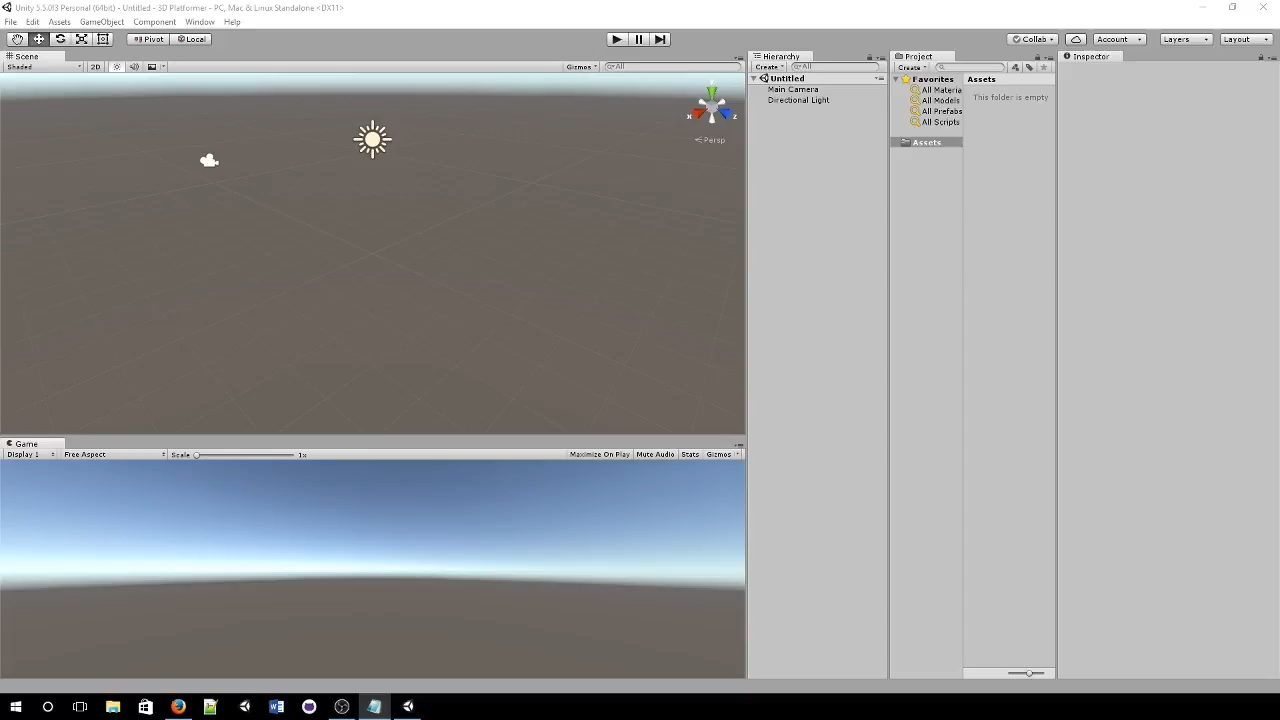 Unity 5.5.0f3 Personal (64bit) - Untitled - 3D Platformer - PC, Mac & Linux Standalone <DX11>
File Edit Assets GameObject Component Window Help
Pivot Local Collab Account Layers Layout
Scene
Shaded 2D Gizmos All
x z
Persp
Hierarchy
Create All
Untitled
Main Camera
Directional Light
Project
Create
Favorites
All Materia
All Models
All Prefabs
All Scripts
Assets
Assets
This folder is empty
Inspector
Game
Display 1 Free Aspect Scale 1x Maximize On Play Mute Audio Stats Gizmos